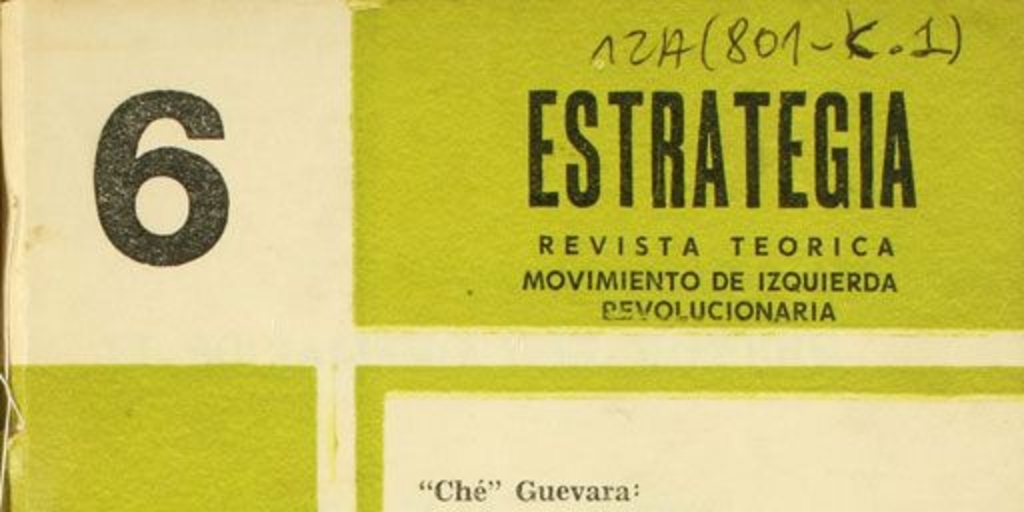 12A(801-K.1)
6
ESTRATEGIA
REVISTA TEORICA
MOVIMIENTO DE IZQUIERDA
REVOLUCIONARIA
“Ché” Guevara: